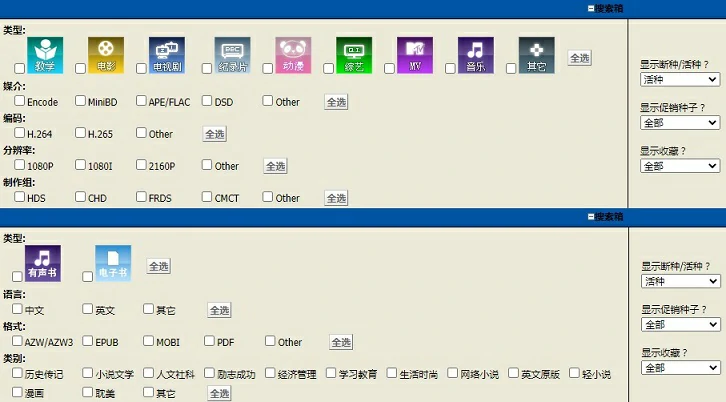 搜索箱
类型:
教学 电影 电视剧 纪录片 动漫 综艺 MV 音乐 其它 全选
媒介:
Encode MiniBD APE/FLAC DSD Other 全选
编码:
H.264 H.265 Other 全选
分辨率:
1080P 1080I 2160P Other 全选
制作组:
HDS CHD FRDS CMCT Other 全选
显示断种/活种？
活种
显示促销种子？
全部
显示收藏？
全部
搜索箱
类型:
有声书 电子书 全选
语言:
中文 英文 其它 全选
格式:
AZW/AZW3 EPUB MOBI PDF Other 全选
类别:
历史传记 小说文学 人文社科 励志成功 经济管理 学习教育 生活时尚 网络小说 英文原版 轻小说
漫画 耽美 其它 全选
显示断种/活种？
活种
显示促销种子？
全部
显示收藏？
全部